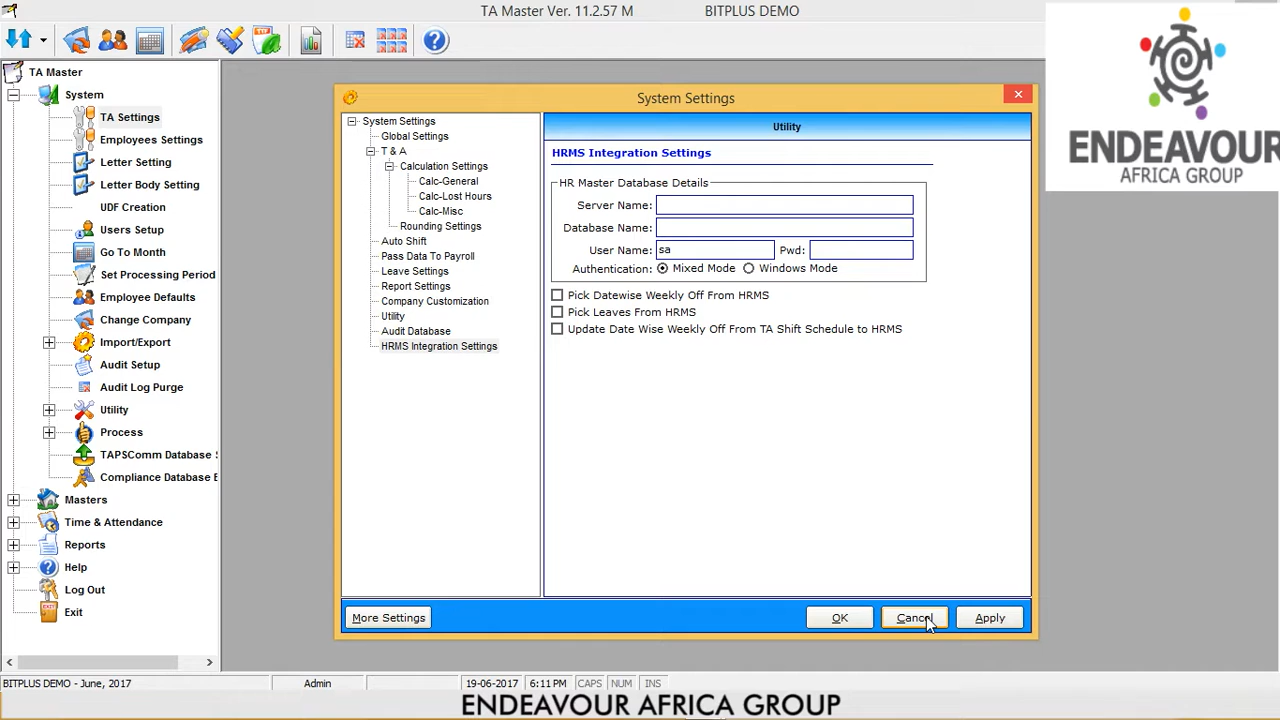 TA Master Ver. 11.2.57 M
BITPLUS DEMO
ENDEAVOUR
AFRICA GROUP
TA Master
System
TA Settings
Employees Settings
Letter Setting
Letter Body Setting
UDF Creation
Users Setup
Go To Month
Set Processing Period
Employee Defaults
Change Company
Import/Export
Audit Setup
Audit Log Purge
Utility
Process
TAPSComm Database
Compliance Database
Masters
Time & Attendance
Reports
Help
Log Out
Exit
System Settings
System Settings
Global Settings
T & A
Calculation Settings
Calc-General
Calc-Lost Hours
Calc-Misc
Rounding Settings
Auto Shift
Pass Data To Payroll
Leave Settings
Report Settings
Company Customization
Utility
Audit Database
HRMS Integration Settings
Utility
HRMS Integration Settings
HR Master Database Details
Server Name:
Database Name:
User Name: sa Pwd:
Authentication: Mixed Mode Windows Mode
Pick Datewise Weekly Off From HRMS
Pick Leaves From HRMS
Update Date Wise Weekly Off From TA Shift Schedule to HRMS
More Settings
OK
Cancel
Apply
BITPLUS DEMO - June, 2017 Admin 19-06-2017 6:11 PM CAPS NUM INS
ENDEAVOUR AFRICA GROUP